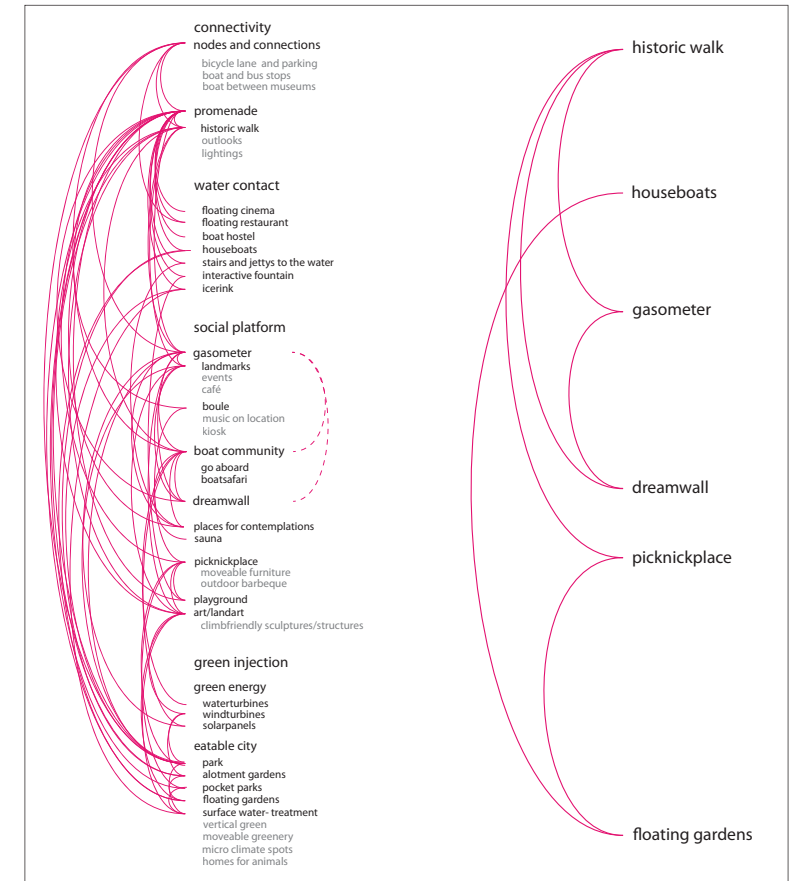 connectivity
nodes and connections
bicycle lane and parking
boat and bus stops
boat between museums
promenade
historic walk
outlooks
lightings
water contact
floating cinema
floating restaurant
boat hostel
houseboats
stairs and jettys to the water
interactive fountain
icerink
social platform
gasometer
landmarks
events
café
boule
music on location
kiosk
boat community
go aboard
boatsafari
dreamwall
places for contemplations
sauna
picknickplace
moveable furniture
outdoor barbeque
playground
art/landart
climbfriendly sculptures/structures
green injection
green energy
waterturbines
windturbines
solarpanels
eatable city
park
alotment gardens
pocket parks
floating gardens
surface water- treatment
vertical green
moveable greenery
micro climate spots
homes for animals
historic walk
houseboats
gasometer
dreamwall
picknickplace
floating gardens